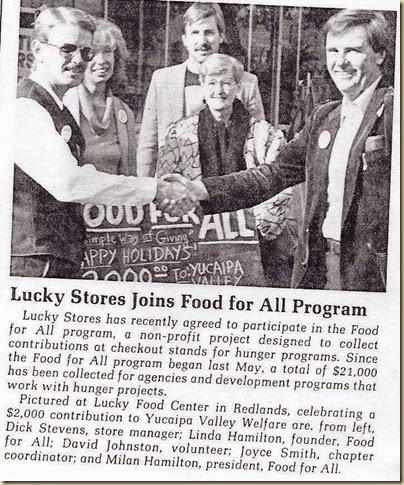 OOD for ALL
imple Way of Giving
APPY HOLIDAYS
2,000.00 To: YUCAIPA
VALLEY
Lucky Stores Joins Food for All Program
Lucky Stores has recently agreed to participate in the Food
for All program, a non-profit project designed to collect
contributions at checkout stands for hunger programs. Since
the Food for All program began last May, a total of $21,000
has been collected for agencies and development programs that
work with hunger projects.
Pictured at Lucky Food Center in Redlands, celebrating a
$2,000 contribution to Yucaipa Valley Welfare are, from left,
Dick Stevens, store manager; Linda Hamilton, founder, Food
for All; David Johnston, volunteer; Joyce Smith, chapter
coordinator; and Milan Hamilton, president, Food for All.